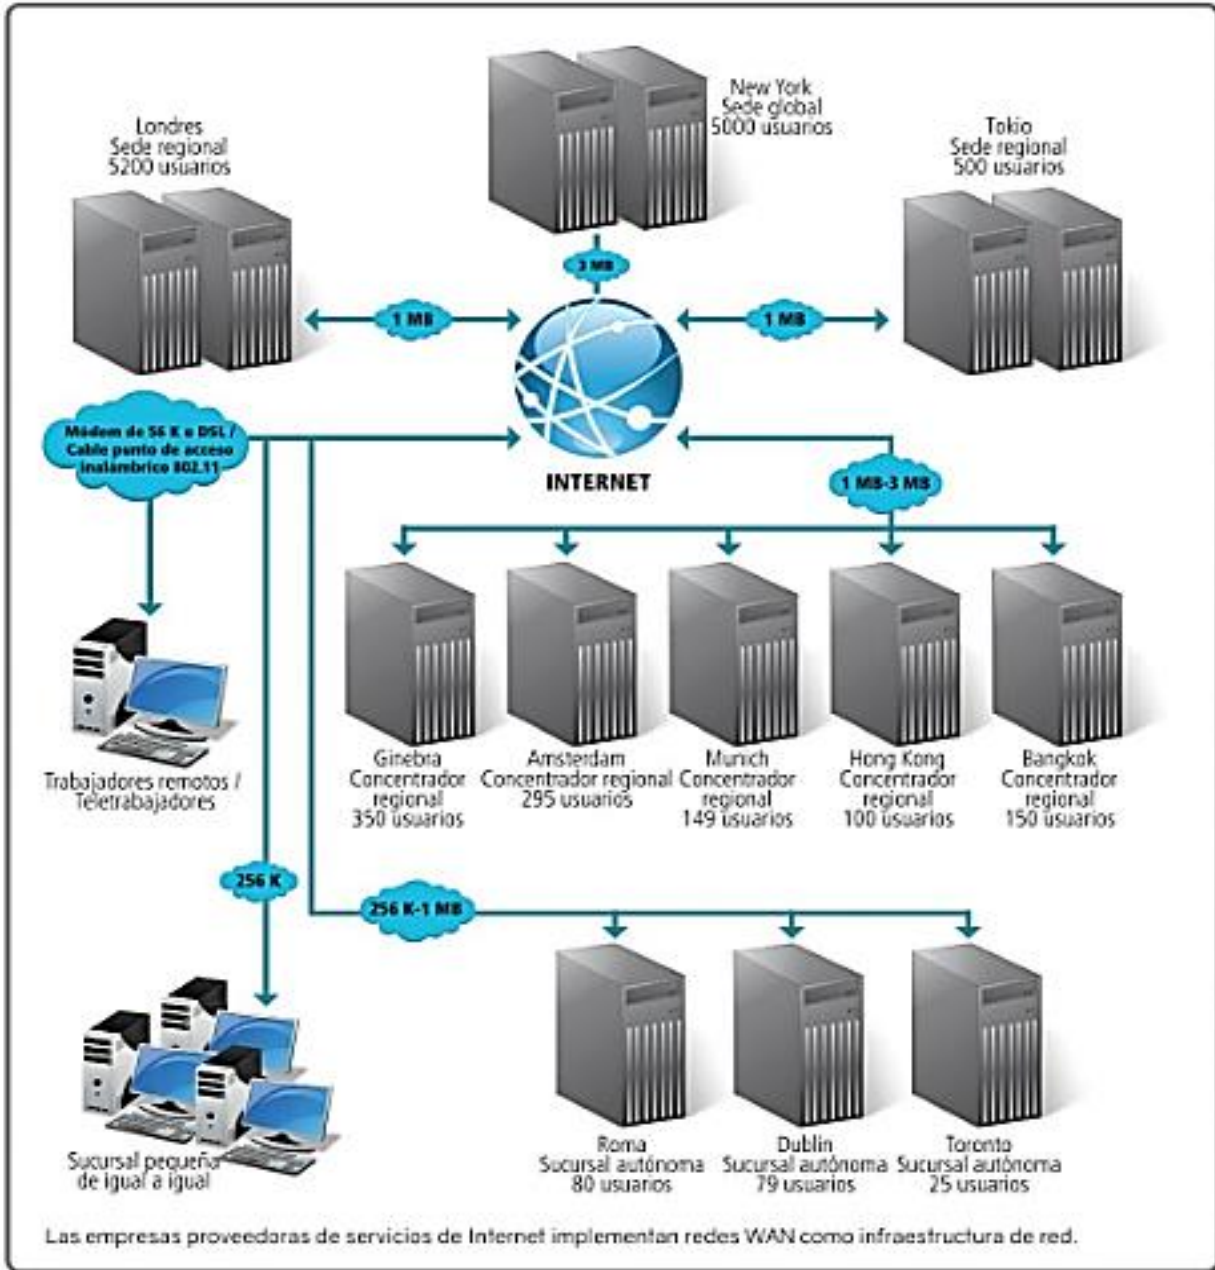 New York
Sede global
5000 usuarios
Londres
Sede regional
5200 usuarios
Tokio
Sede regional
500 usuarios
3 MB
1 MB
1 MB
Módem de 56 K o DSL /
Cable punto de acceso
inalámbrico 802.11
INTERNET
1 MB-3 MB
Trabajadores remotos /
Teletrabajadores
Ginebra
Concentrador
regional
350 usuarios
Amsterdam
Concentrador regional
295 usuarios
Munich
Concentrador
regional
149 usuarios
Hong Kong
Concentrador
regional
100 usuarios
Bangkok
Concentrador
regional
150 usuarios
256 K
256 K-1 MB
Sucursal pequeña
de igual a igual
Roma
Sucursal autónoma
80 usuarios
Dublin
Sucursal autónoma
79 usuarios
Toronto
Sucursal autónoma
25 usuarios
Las empresas proveedoras de servicios de Internet implementan redes WAN como infraestructura de red.